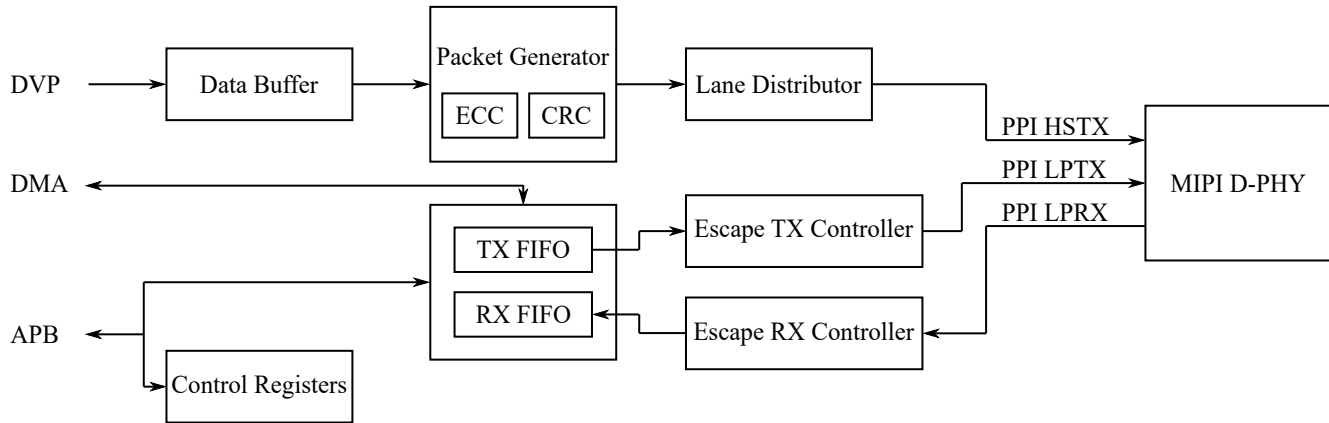 DVP
Data Buffer
Packet Generator
ECC
CRC
Lane Distributor
PPI HSTX
DMA
PPI LPTX
MIPI D-PHY
TX FIFO
Escape TX Controller
PPI LPRX
RX FIFO
Escape RX Controller
APB
Control Registers